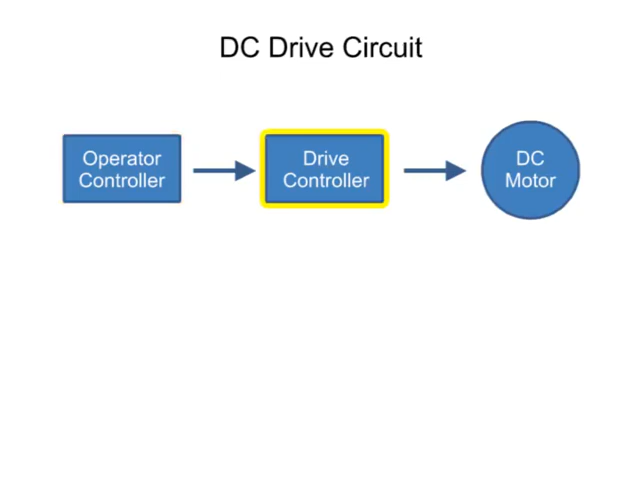 DC Drive Circuit
Operator
Controller
Drive
Controller
DC
Motor